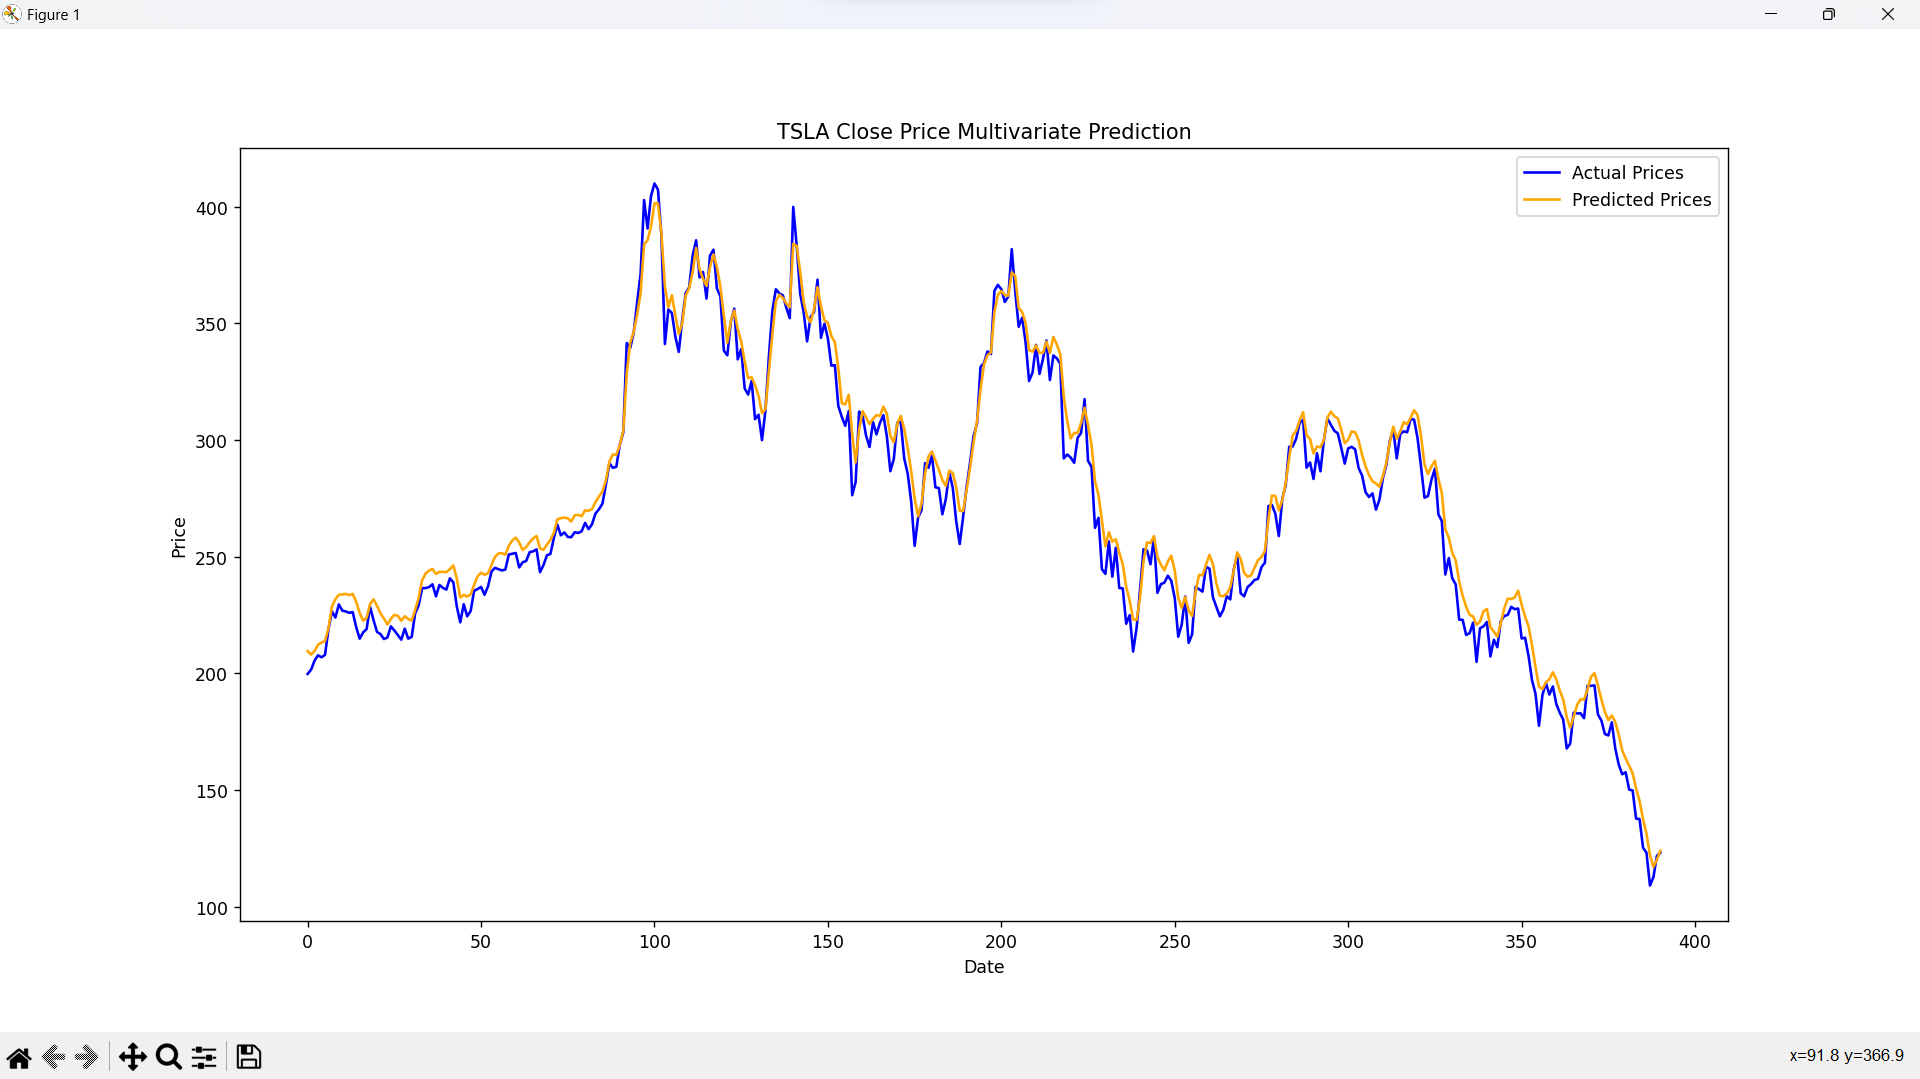 Figure 1
TSLA Close Price Multivariate Prediction
Actual Prices
Predicted Prices
400
350
300
250
200
150
100
Price
0 50 100 150 200 250 300 350 400
Date
x=91.8 y=366.9